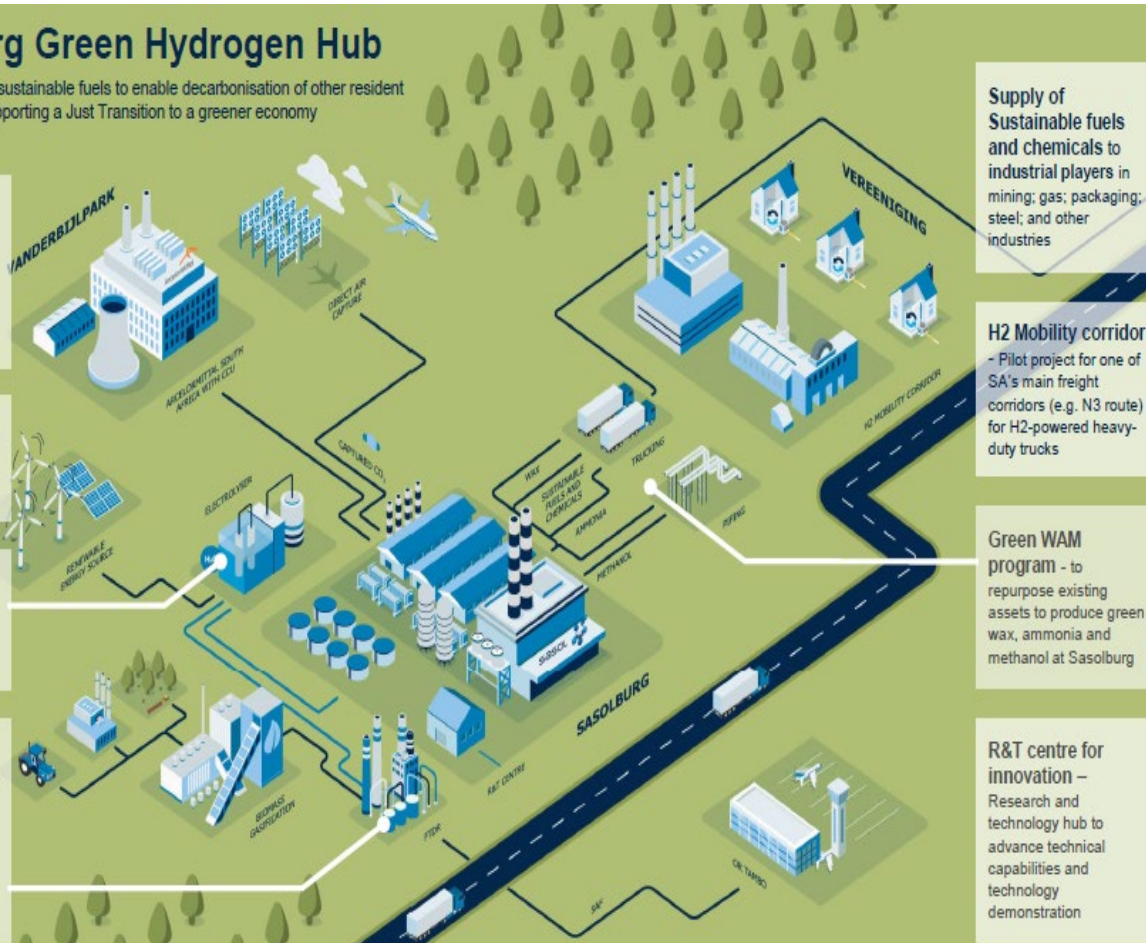 rg Green Hydrogen Hub
sustainable fuels to enable decarbonisation of other resident
pporting a Just Transition to a greener economy
VANDERBIJLPARK
ARCELORMITTAL SOUTH
AFRICA WITH CCU
DIRECT AIR
CAPTURE
VEREENIGING
H2 MOBILITY CORRIDOR
CAPTURED CO₂
ELECTROLYSER
RENEWABLE
ENERGY SOURCE
WAX
SUSTAINABLE
FUELS AND
CHEMICALS
AMMONIA
METHANOL
TRUCKING
PIPING
SASOL
SASOLBURG
R&T CENTRE
BIOMASS
GASIFICATION
FTDR
SAF
OR TAMBO
Supply of
Sustainable fuels
and chemicals to
industrial players in
mining; gas; packaging;
steel; and other
industries
H2 Mobility corridor
- Pilot project for one of
SA's main freight
corridors (e.g. N3 route)
for H2-powered heavy-
duty trucks
Green WAM
program - to
repurpose existing
assets to produce green
wax, ammonia and
methanol at Sasolburg
R&T centre for
innovation –
Research and
technology hub to
advance technical
capabilities and
technology
demonstration